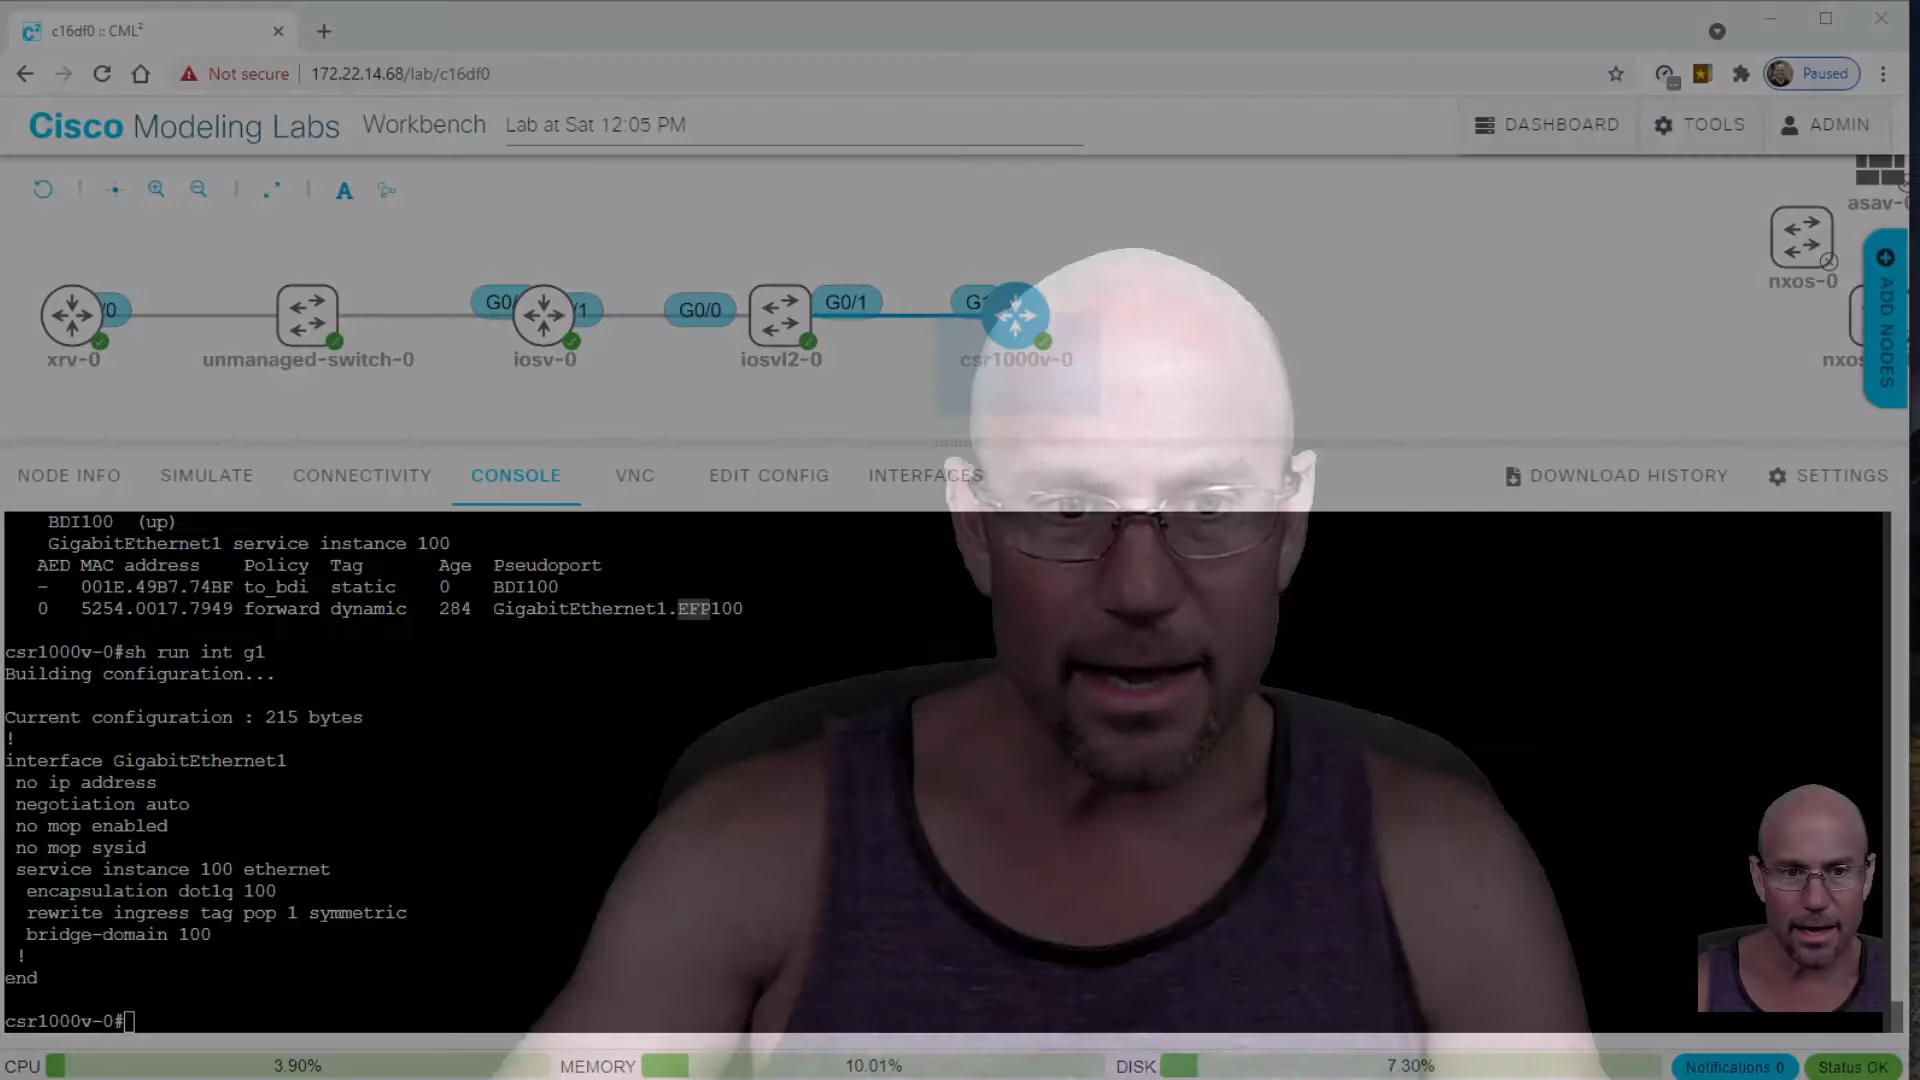 c16df0 :: CML²
Not secure
172.22.14.68/lab/c16df0
Paused
Cisco Modeling Labs
Workbench
Lab at Sat 12:05 PM
DASHBOARD
TOOLS
ADMIN
A
asav-0
nxos-0
ADD NODES
/0
G0/
/1
G0/0
G0/1
xrv-0
unmanaged-switch-0
iosv-0
iosvl2-0
csr1000v-0
NODE INFO
SIMULATE
CONNECTIVITY
CONSOLE
VNC
EDIT CONFIG
INTERFACES
DOWNLOAD HISTORY
SETTINGS
BDI100 (up)
GigabitEthernet1 service instance 100
AED MAC address Policy Tag Age Pseudoport
- 001E.49B7.74BF to_bdi static 0 BDI100
0 5254.0017.7949 forward dynamic 284 GigabitEthernet1.EFP100
csr1000v-0#sh run int g1
Building configuration...
Current configuration : 215 bytes
!
interface GigabitEthernet1
no ip address
negotiation auto
no mop enabled
no mop sysid
service instance 100 ethernet
encapsulation dot1q 100
rewrite ingress tag pop 1 symmetric
bridge-domain 100
!
end
csr1000v-0#
CPU
3.90%
MEMORY
10.01%
DISK
7.30%
Notifications 0
Status OK